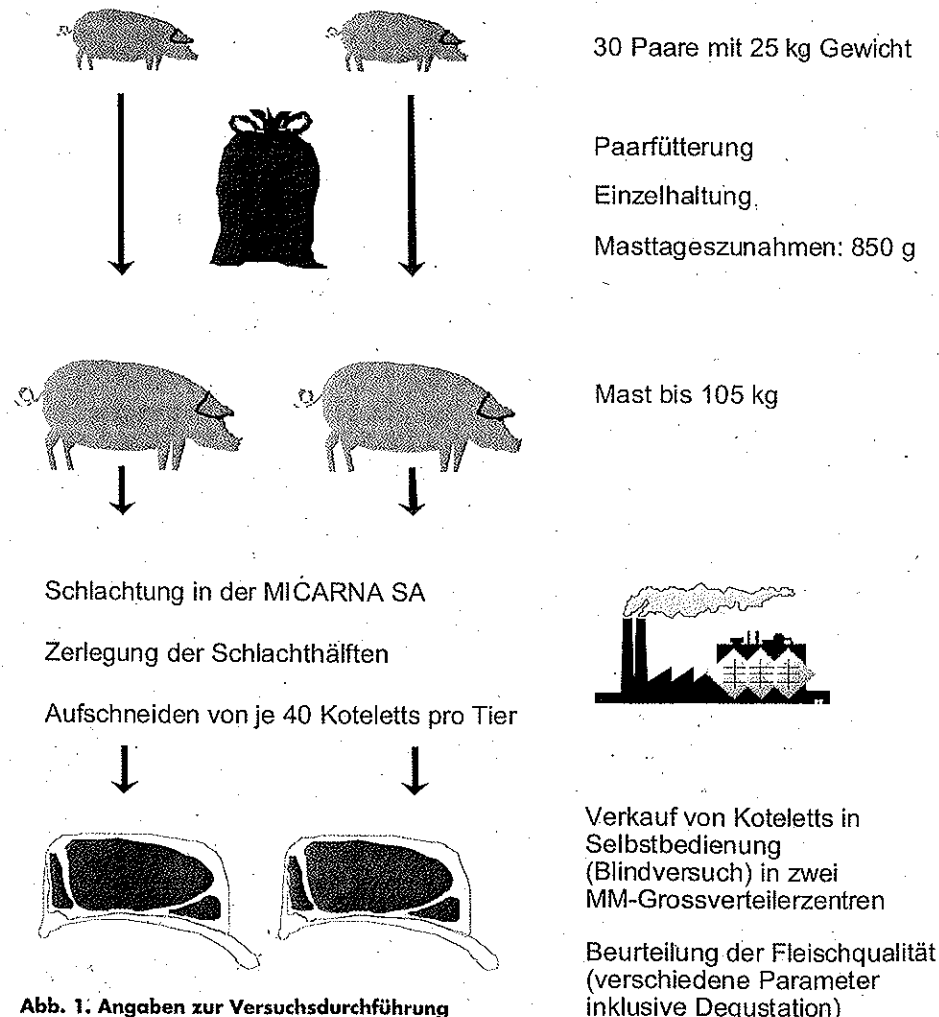 30 Paare mit 25 kg Gewicht
Paarfütterung
Einzelhaltung
Masttageszunahmen: 850 g
Mast bis 105 kg
Schlachtung in der MICARNA SA
Zerlegung der Schlachthälften
Aufschneiden von je 40 Koteletts pro Tier
Verkauf von Koteletts in
Selbstbedienung
(Blindversuch) in zwei
MM-Grossverteilerzentren
Beurteilung der Fleischqualität
(verschiedene Parameter
inklusive Degustation)
Abb. 1. Angaben zur Versuchsdurchführung